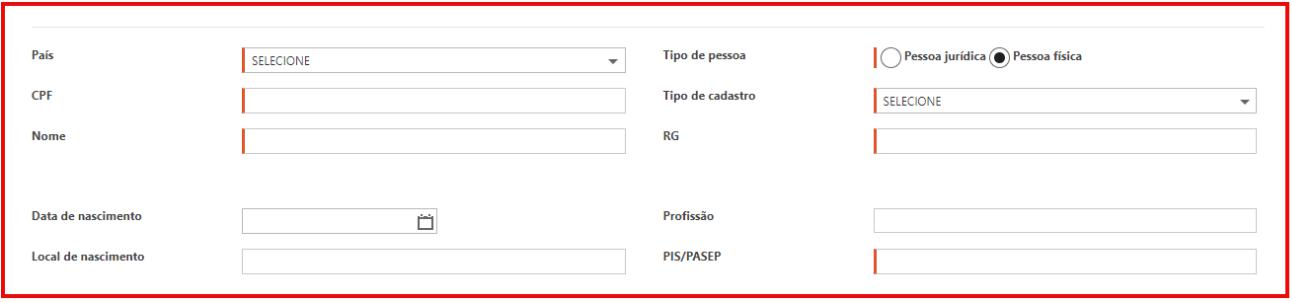 País SELECIONE Tipo de pessoa Pessoa jurídica Pessoa física
CPF Tipo de cadastro SELECIONE
Nome RG
Data de nascimento Profissão
Local de nascimento PIS/PASEP